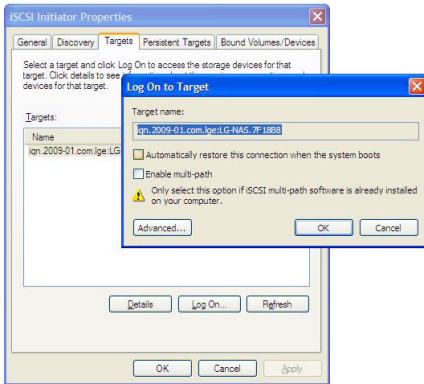 iSCSI Initiator Properties
General Discovery Targets Persistent Targets Bound Volumes/Devices
Select a target and click Log On to access the storage devices for that
target. Click details to see
devices for that target.
Targets:
Name
iqn.2009-01.com.lge:LG
Details Log On... Refresh
OK Cancel Apply
Log On to Target
Target name:
iqn.2009-01.com.lge:LG-NAS.7F18B8
Automatically restore this connection when the system boots
Enable multi-path
Only select this option if iSCSI multi-path software is already installed
on your computer.
Advanced... OK Cancel